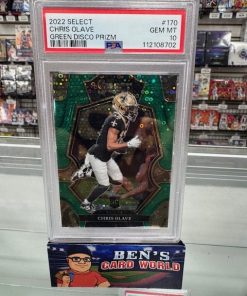 2022 SELECT #170
CHRIS OLAVE GEM MT
GREEN DISCO PRIZM 10
PSA 112108702
CHRIS OLAVE
BEN'S
CARD WORLD